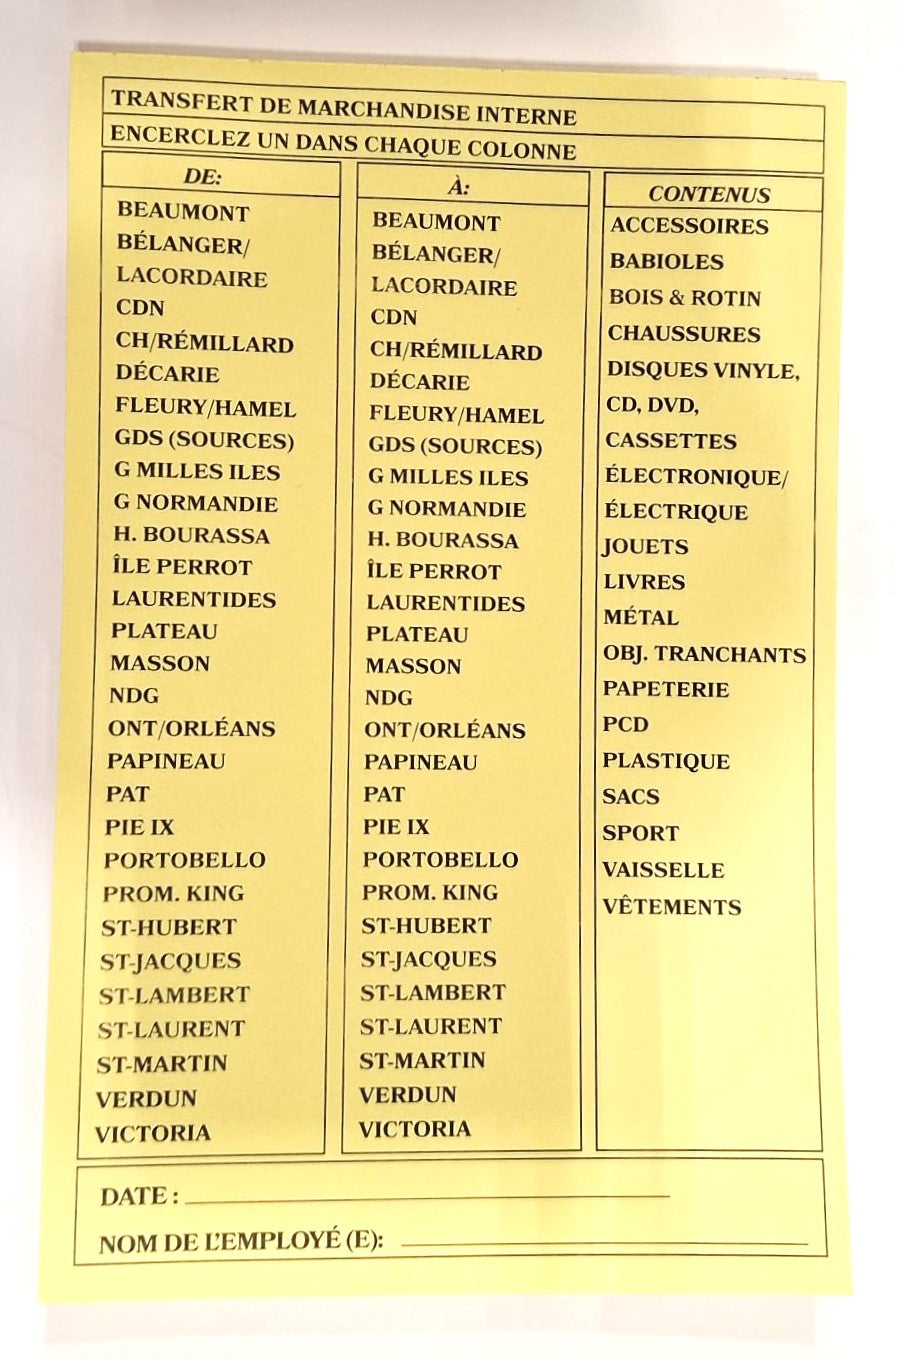 TRANSFERT DE MARCHANDISE INTERNE
ENCERCLEZ UN DANS CHAQUE COLONNE
DE:
BEAUMONT
BÉLANGER/
LACORDAIRE
CDN
CH/RÉMILLARD
DÉCARIE
FLEURY/HAMEL
GDS (SOURCES)
G MILLES ILES
G NORMANDIE
H. BOURASSA
ÎLE PERROT
LAURENTIDES
PLATEAU
MASSON
NDG
ONT/ORLÉANS
PAPINEAU
PAT
PIE IX
PORTOBELLO
PROM. KING
ST-HUBERT
ST-JACQUES
ST-LAMBERT
ST-LAURENT
ST-MARTIN
VERDUN
VICTORIA
À:
BEAUMONT
BÉLANGER/
LACORDAIRE
CDN
CH/RÉMILLARD
DÉCARIE
FLEURY/HAMEL
GDS (SOURCES)
G MILLES ILES
G NORMANDIE
H. BOURASSA
ÎLE PERROT
LAURENTIDES
PLATEAU
MASSON
NDG
ONT/ORLÉANS
PAPINEAU
PAT
PIE IX
PORTOBELLO
PROM. KING
ST-HUBERT
ST-JACQUES
ST-LAMBERT
ST-LAURENT
ST-MARTIN
VERDUN
VICTORIA
CONTENUS
ACCESSOIRES
BABIOLES
BOIS & ROTIN
CHAUSSURES
DISQUES VINYLE,
CD, DVD,
CASSETTES
ÉLECTRONIQUE/
ÉLECTRIQUE
JOUETS
LIVRES
MÉTAL
OBJ. TRANCHANTS
PAPETERIE
PCD
PLASTIQUE
SACS
SPORT
VAISSELLE
VÊTEMENTS
DATE :
NOM DE L'EMPLOYÉ (E):